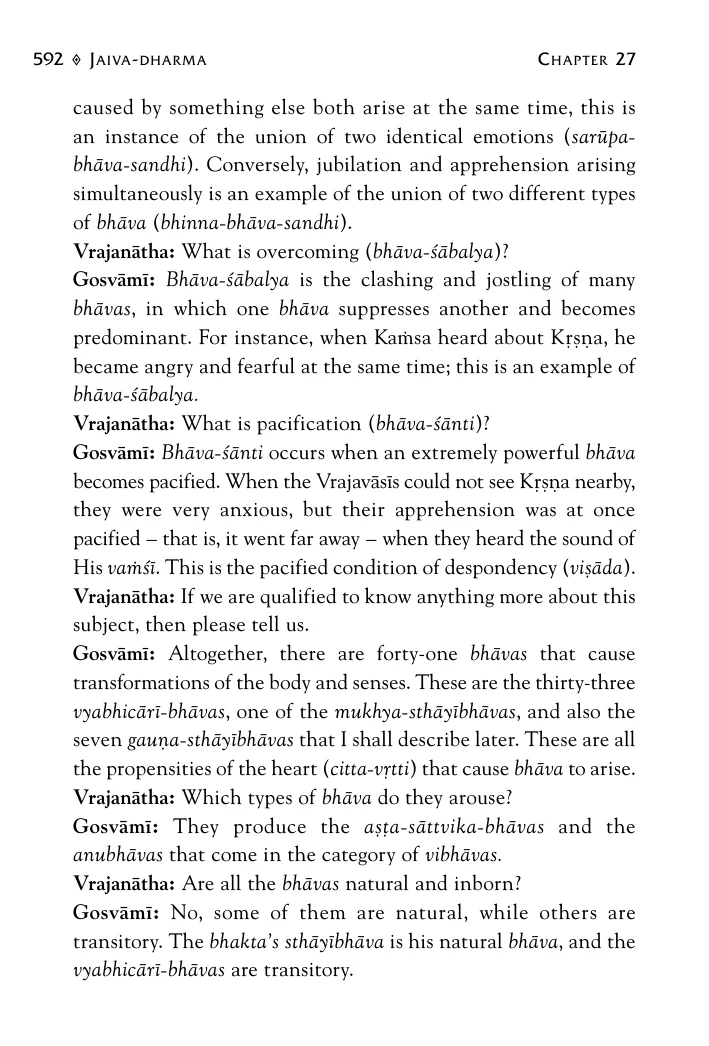 592 ◊ Jaiva-dharma Chapter 27
caused by something else both arise at the same time, this is
an instance of the union of two identical emotions (sarūpa-
bhāva-sandhi). Conversely, jubilation and apprehension arising
simultaneously is an example of the union of two different types
of bhāva (bhinna-bhāva-sandhi).
Vrajanātha: What is overcoming (bhāva-śābalya)?
Gosvāmī: Bhāva-śābalya is the clashing and jostling of many
bhāvas, in which one bhāva suppresses another and becomes
predominant. For instance, when Kaṁsa heard about Kṛṣṇa, he
became angry and fearful at the same time; this is an example of
bhāva-śābalya.
Vrajanātha: What is pacification (bhāva-śānti)?
Gosvāmī: Bhāva-śānti occurs when an extremely powerful bhāva
becomes pacified. When the Vrajavāsīs could not see Kṛṣṇa nearby,
they were very anxious, but their apprehension was at once
pacified – that is, it went far away – when they heard the sound of
His vaṁśī. This is the pacified condition of despondency (viṣāda).
Vrajanātha: If we are qualified to know anything more about this
subject, then please tell us.
Gosvāmī: Altogether, there are forty-one bhāvas that cause
transformations of the body and senses. These are the thirty-three
vyabhicārī-bhāvas, one of the mukhya-sthāyībhāvas, and also the
seven gauṇa-sthāyībhāvas that I shall describe later. These are all
the propensities of the heart (citta-vṛtti) that cause bhāva to arise.
Vrajanātha: Which types of bhāva do they arouse?
Gosvāmī: They produce the aṣṭa-sāttvika-bhāvas and the
anubhāvas that come in the category of vibhāvas.
Vrajanātha: Are all the bhāvas natural and inborn?
Gosvāmī: No, some of them are natural, while others are
transitory. The bhakta's sthāyībhāva is his natural bhāva, and the
vyabhicārī-bhāvas are transitory.